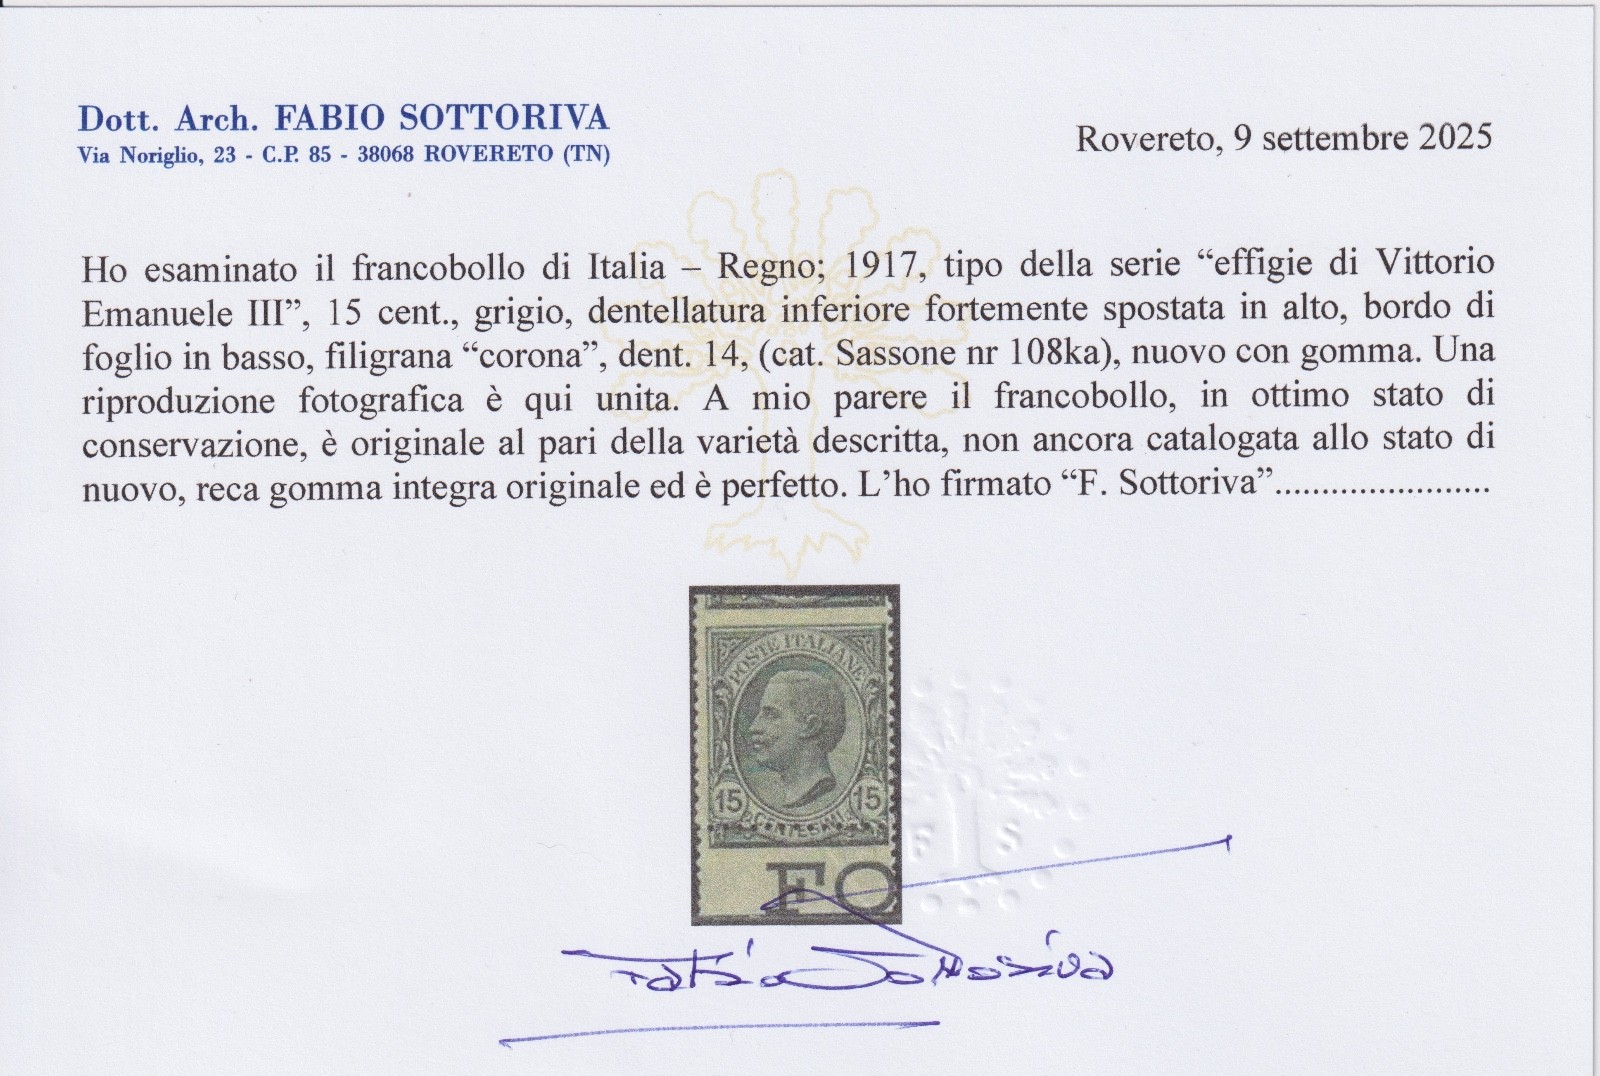 Dott. Arch. FABIO SOTTORIVA
Via Noriglio, 23 - C.P. 85 - 38068 ROVERETO (TN)
Rovereto, 9 settembre 2025
Ho esaminato il francobollo di Italia – Regno; 1917, tipo della serie “effigie di Vittorio
Emanuele III”, 15 cent., grigio, dentellatura inferiore fortemente spostata in alto, bordo di
foglio in basso, filigrana “corona”, dent. 14, (cat. Sassone nr 108ka), nuovo con gomma. Una
riproduzione fotografica è qui unita. A mio parere il francobollo, in ottimo stato di
conservazione, è originale al pari della varietà descritta, non ancora catalogata allo stato di
nuovo, reca gomma integra originale ed è perfetto. L’ho firmato “F. Sottoriva”.......................
POSTE ITALIANE
15 15
CENTESIMI
FO
F S
Fabio Sottoriva